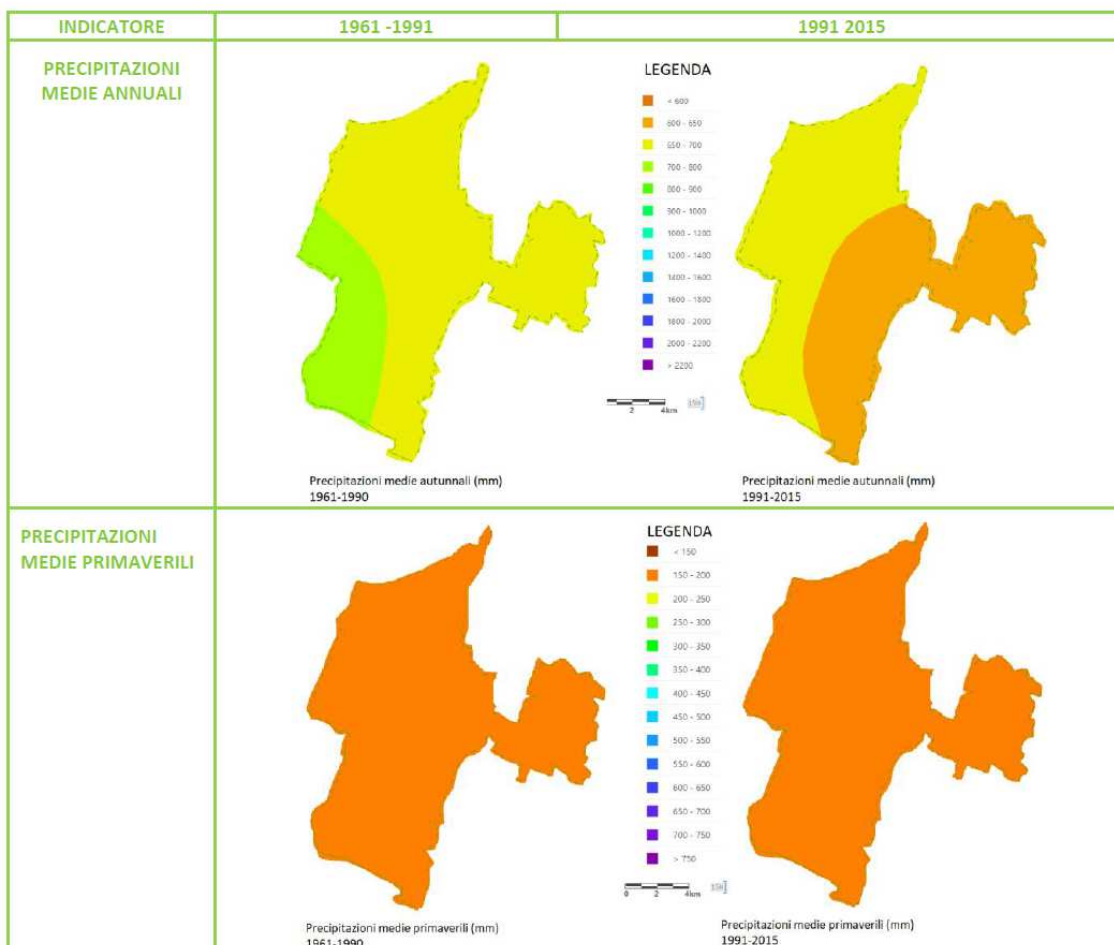 INDICATORE
1961 -1991
1991 2015
PRECIPITAZIONI
MEDIE ANNUALI
LEGENDA
< 600
600 - 650
650 - 700
700 - 800
800 - 900
900 - 1000
1000 - 1200
1200 - 1400
1400 - 1600
1600 - 1800
1800 - 2000
2000 - 2200
> 2200
2 4km
Precipitazioni medie autunnali (mm)
1961-1990
Precipitazioni medie autunnali (mm)
1991-2015
PRECIPITAZIONI
MEDIE PRIMAVERILI
LEGENDA
< 150
150 - 200
200 - 250
250 - 300
300 - 350
350 - 400
400 - 450
450 - 500
500 - 550
550 - 600
600 - 650
650 - 700
700 - 750
> 750
0 2 4km
Precipitazioni medie primaverili (mm)
1961-1990
Precipitazioni medie primaverili (mm)
1991-2015